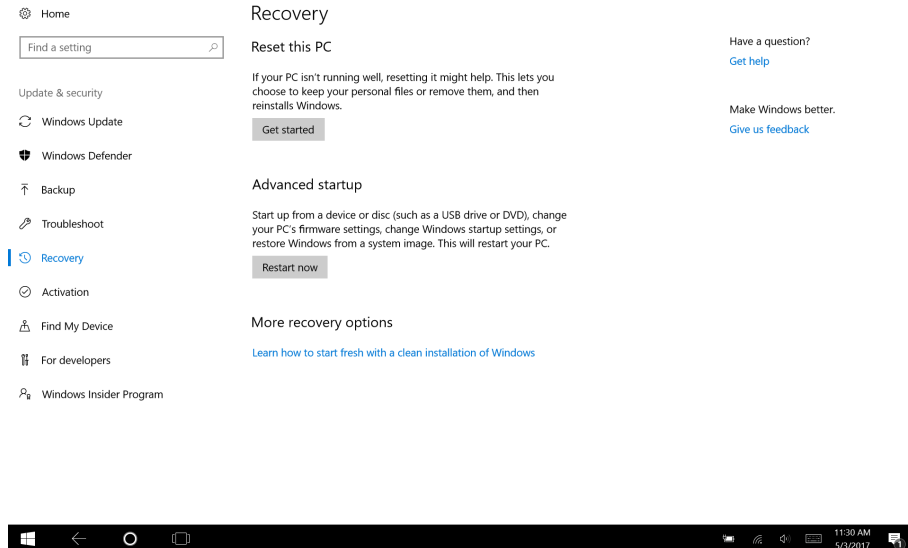 Home
Find a setting
Update & security
Windows Update
Windows Defender
Backup
Troubleshoot
Recovery
Activation
Find My Device
For developers
Windows Insider Program
Recovery
Reset this PC
If your PC isn't running well, resetting it might help. This lets you
choose to keep your personal files or remove them, and then
reinstalls Windows.
Get started
Advanced startup
Start up from a device or disc (such as a USB drive or DVD), change
your PC's firmware settings, change Windows startup settings, or
restore Windows from a system image. This will restart your PC.
Restart now
More recovery options
Learn how to start fresh with a clean installation of Windows
Have a question?
Get help
Make Windows better.
Give us feedback
11:30 AM
5/3/2017
1